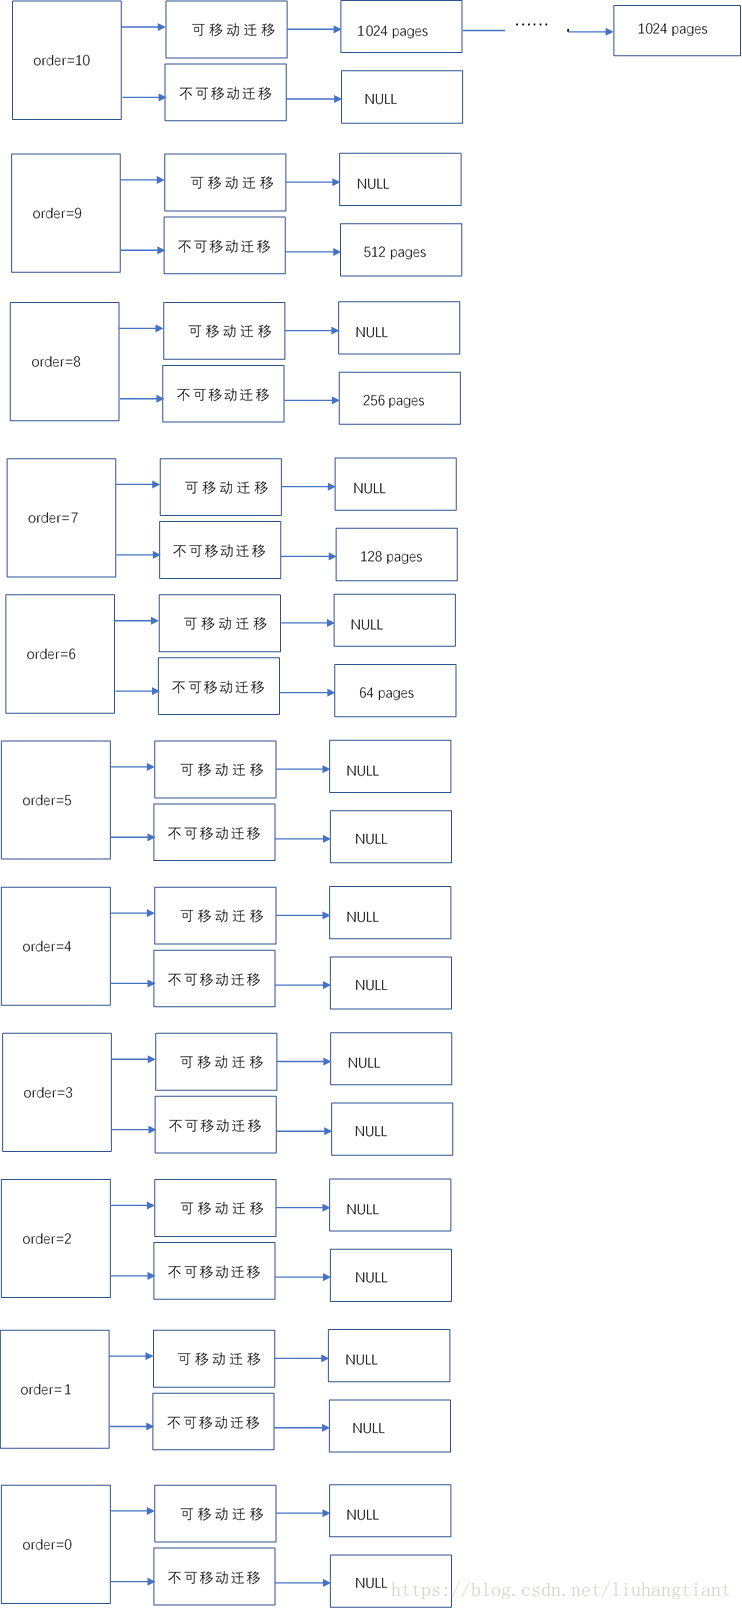 可移动迁移
1024 pages
......
1024 pages
order=10
不可移动迁移
NULL
可移动迁移
NULL
order=9
不可移动迁移
512 pages
可移动迁移
NULL
order=8
不可移动迁移
256 pages
可移动迁移
NULL
order=7
不可移动迁移
128 pages
可移动迁移
NULL
order=6
不可移动迁移
64 pages
可移动迁移
NULL
order=5
不可移动迁移
NULL
可移动迁移
NULL
order=4
不可移动迁移
NULL
可移动迁移
NULL
order=3
不可移动迁移
NULL
可移动迁移
NULL
order=2
不可移动迁移
NULL
可移动迁移
NULL
order=1
不可移动迁移
NULL
可移动迁移
NULL
order=0
不可移动迁移
NULL
https://blog.csdn.net/liuhangtiant